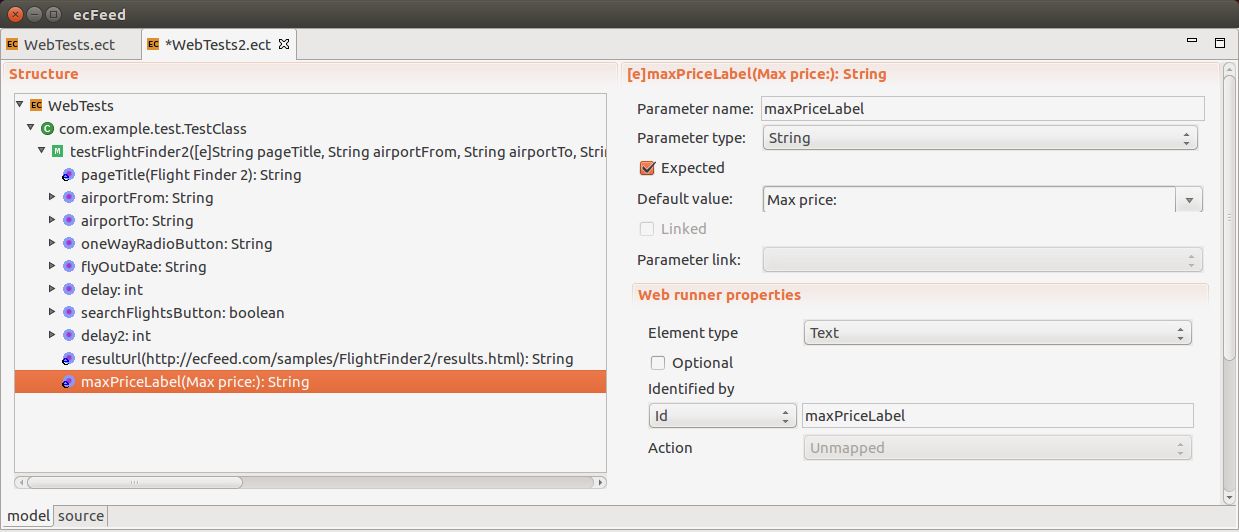 ecFeed
EC WebTests.ect
EC *WebTests2.ect
Structure
EC WebTests
C com.example.test.TestClass
M testFlightFinder2([e]String pageTitle, String airportFrom, String airportTo, Strin
e pageTitle(Flight Finder 2): String
airportFrom: String
airportTo: String
oneWayRadioButton: String
flyOutDate: String
delay: int
searchFlightsButton: boolean
delay2: int
e resultUrl(http://ecfeed.com/samples/FlightFinder2/results.html): String
e maxPriceLabel(Max price:): String
model source
[e]maxPriceLabel(Max price:): String
Parameter name: maxPriceLabel
Parameter type: String
Expected
Default value: Max price:
Linked
Parameter link:
Web runner properties
Element type Text
Optional
Identified by
Id maxPriceLabel
Action Unmapped